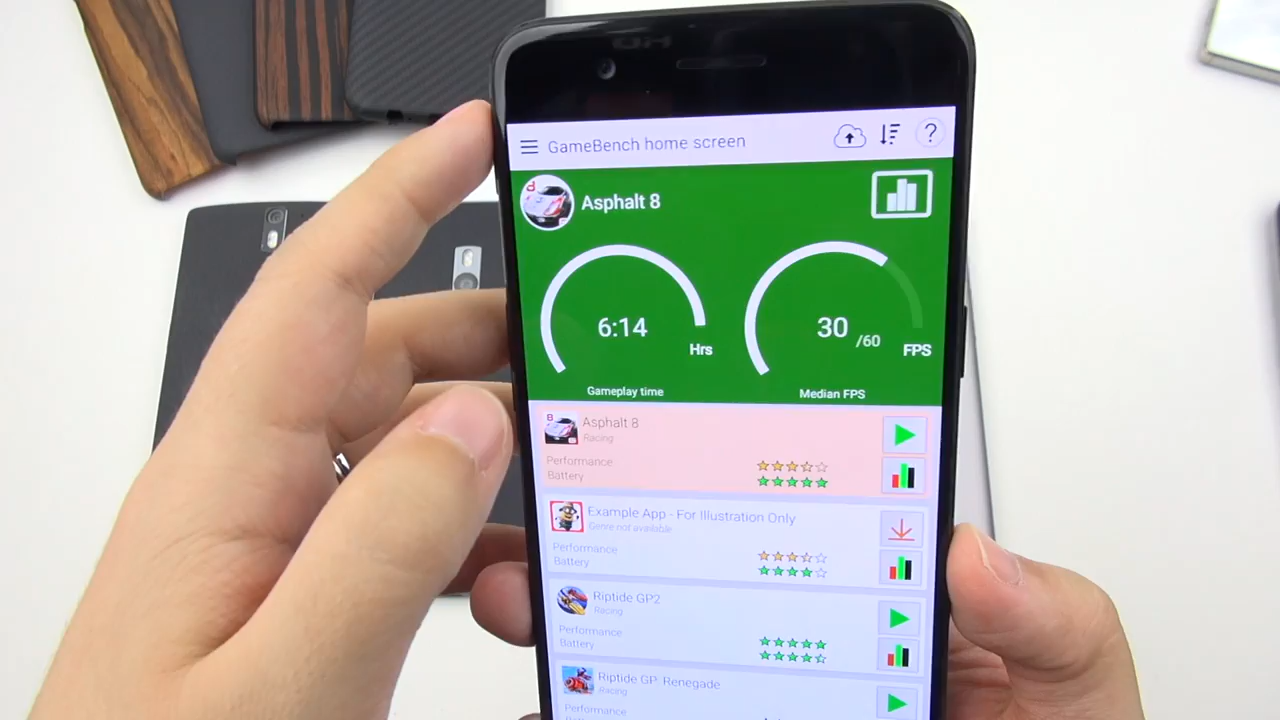 GameBench home screen
?
Asphalt 8
6:14
Hrs
30
/60
FPS
Gameplay time
Median FPS
Asphalt 8
Racing
Performance
Battery
Example App - For Illustration Only
Genre not available
Performance
Battery
Riptide GP2
Racing
Performance
Battery
Riptide GP: Renegade
Racing
Performance